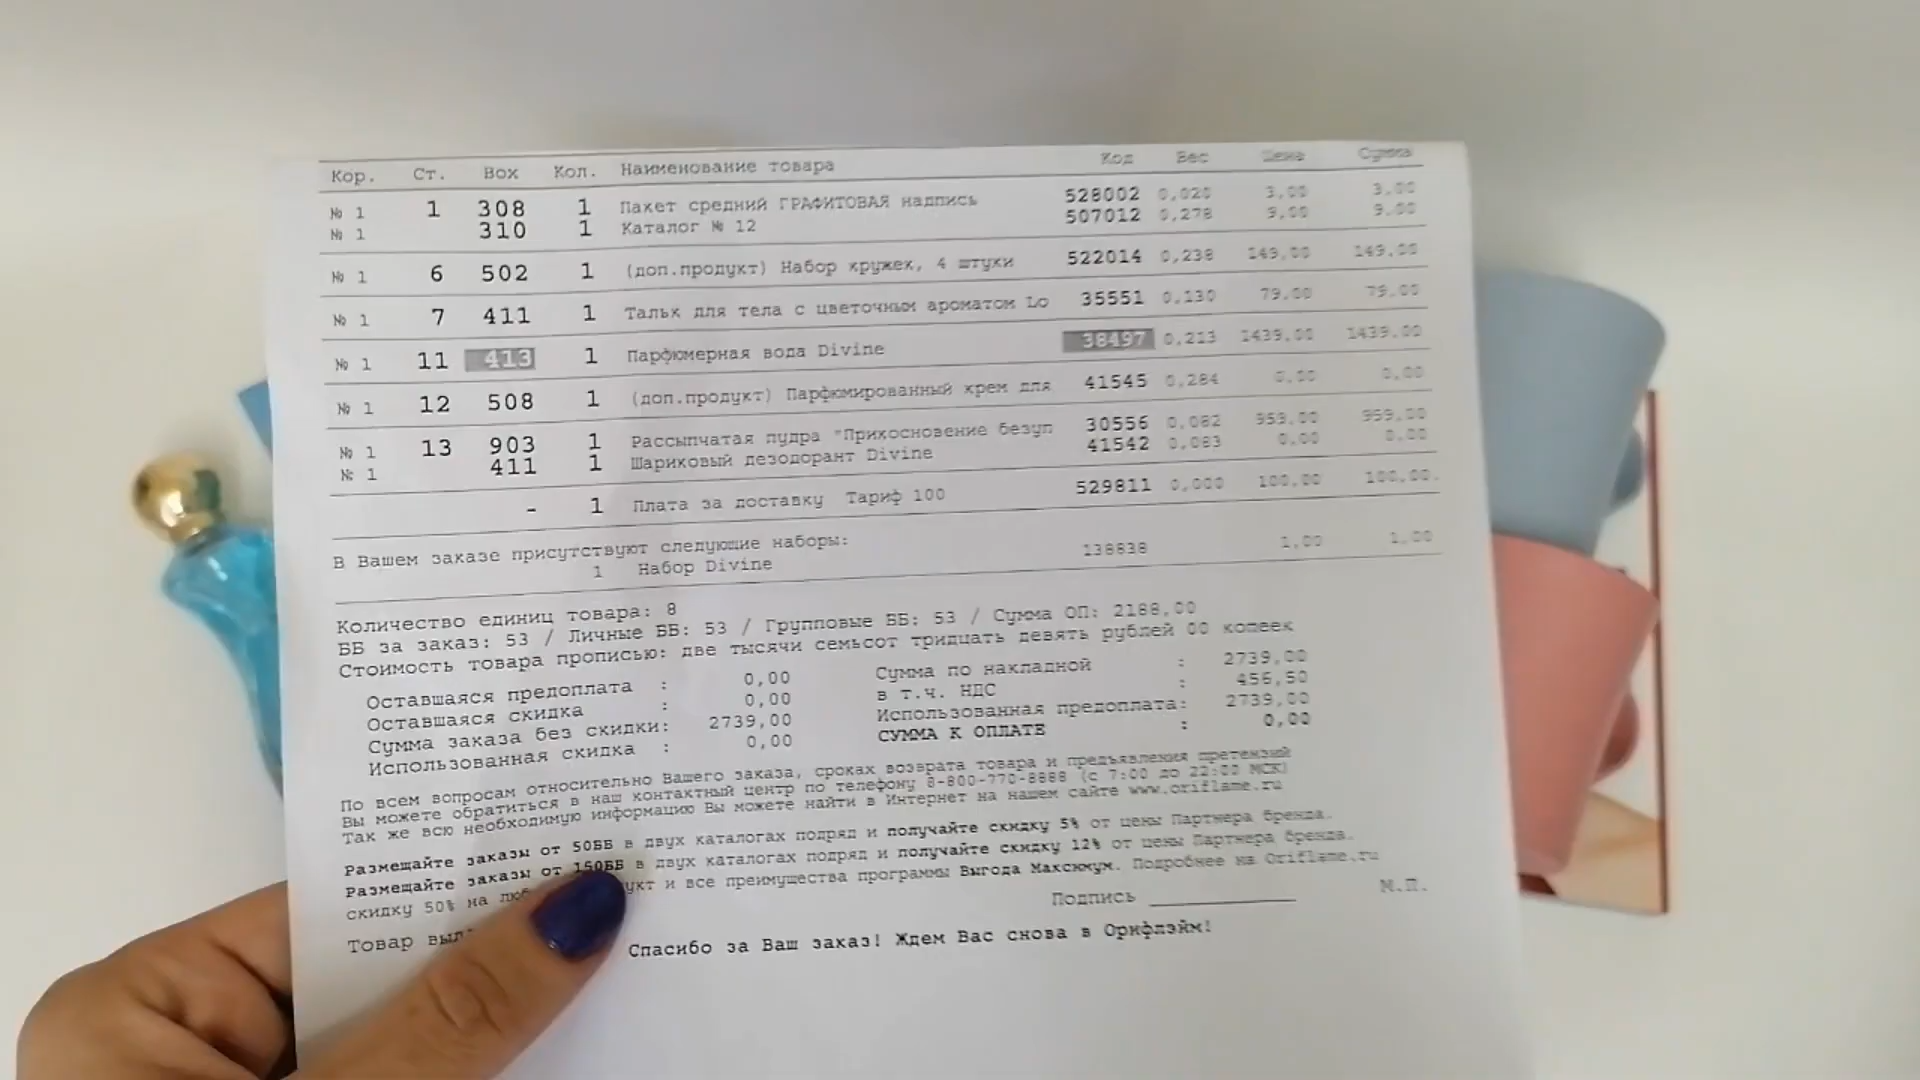 Кор. Ст. Box Кол. Наименование товара Код Вес Цена Сумма
№ 1 1 308 1 Пакет средний ГРАФИТОВАЯ надпись 528002 0,020 3,00 3,00
№ 1 310 1 Каталог № 12 507012 0,278 9,00 9,00
№ 1 6 502 1 (доп.продукт) Набор кружек, 4 штуки 522014 0,238 149,00 149,00
№ 1 7 411 1 Тальк для тела с цветочным ароматом Lo 35551 0,130 79,00 79,00
№ 1 11 413 1 Парфюмерная вода Divine 38497 0,213 1439,00 1439,00
№ 1 12 508 1 (доп.продукт) Парфюмированный крем для 41545 0,284 0,00 0,00
№ 1 13 903 1 Рассыпчатая пудра "Прикосновение безуп 30556 0,082 959,00 959,00
№ 1 411 1 Шариковый дезодорант Divine 41542 0,083 0,00 0,00
- 1 Плата за доставку Тариф 100 529811 0,000 100,00 100,00
В Вашем заказе присутствуют следующие наборы:
1 Набор Divine 138838 1,00 1,00
Количество единиц товара: 8
ББ за заказ: 53 / Личные ББ: 53 / Групповые ББ: 53 / Сумма ОП: 2188,00
Стоимость товара прописью: две тысячи семьсот тридцать девять рублей 00 копеек
Оставшаяся предоплата : 0,00 Сумма по накладной : 2739,00
Оставшаяся скидка : 0,00 в т.ч. НДС : 456,50
Сумма заказа без скидки: 2739,00 Использованная предоплата: 2739,00
Использованная скидка : 0,00 СУММА К ОПЛАТЕ : 0,00
По всем вопросам относительно Вашего заказа, сроках возврата товара и предъявления претензий
Вы можете обратиться в наш контактный центр по телефону 8-800-770-8888 (с 7:00 до 22:00 МСК)
Так же всю необходимую информацию Вы можете найти в Интернет на нашем сайте www.oriflame.ru
Размещайте заказы от 50ББ в двух каталогах подряд и получайте скидку 5% от цены Партнера бренда.
Размещайте заказы от 150ББ в двух каталогах подряд и получайте скидку 12% от цены Партнера бренда.
скидку 50% на и все преимущества программы Выгода Максимум. Подробнее на Oriflame.ru
Подпись М.П.
Товар
Спасибо за Ваш заказ! Ждем Вас снова в Орифлэйм!